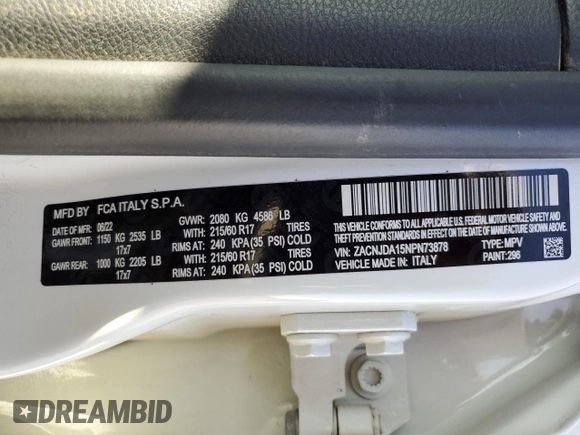 MFD BY FCA ITALY S.P.A.
DATE OF MFR: 06/22 GVWR: 2080 KG 4586 LB
GAWR FRONT: 1150 KG 2535 LB WITH: 215/60 R17 TIRES
17x7 RIMS AT: 240 KPA (35 PSI) COLD
GAWR REAR: 1000 KG 2205 LB WITH: 215/60 R17 TIRES
17x7 RIMS AT: 240 KPA (35 PSI) COLD
THIS VEHICLE CONFORMS TO ALL APPLICABLE FEDERAL MOTOR VEHICLE SAFETY, BUMPER, AND
THEFT PREVENTION STANDARDS IN EFFECT ON THE DATE OF MANUFACTURE SHOWN ABOVE
VIN: ZACNJDA15NPN73878 TYPE: MPV
VEHICLE MADE IN: ITALY PAINT: 296
DREAMBID